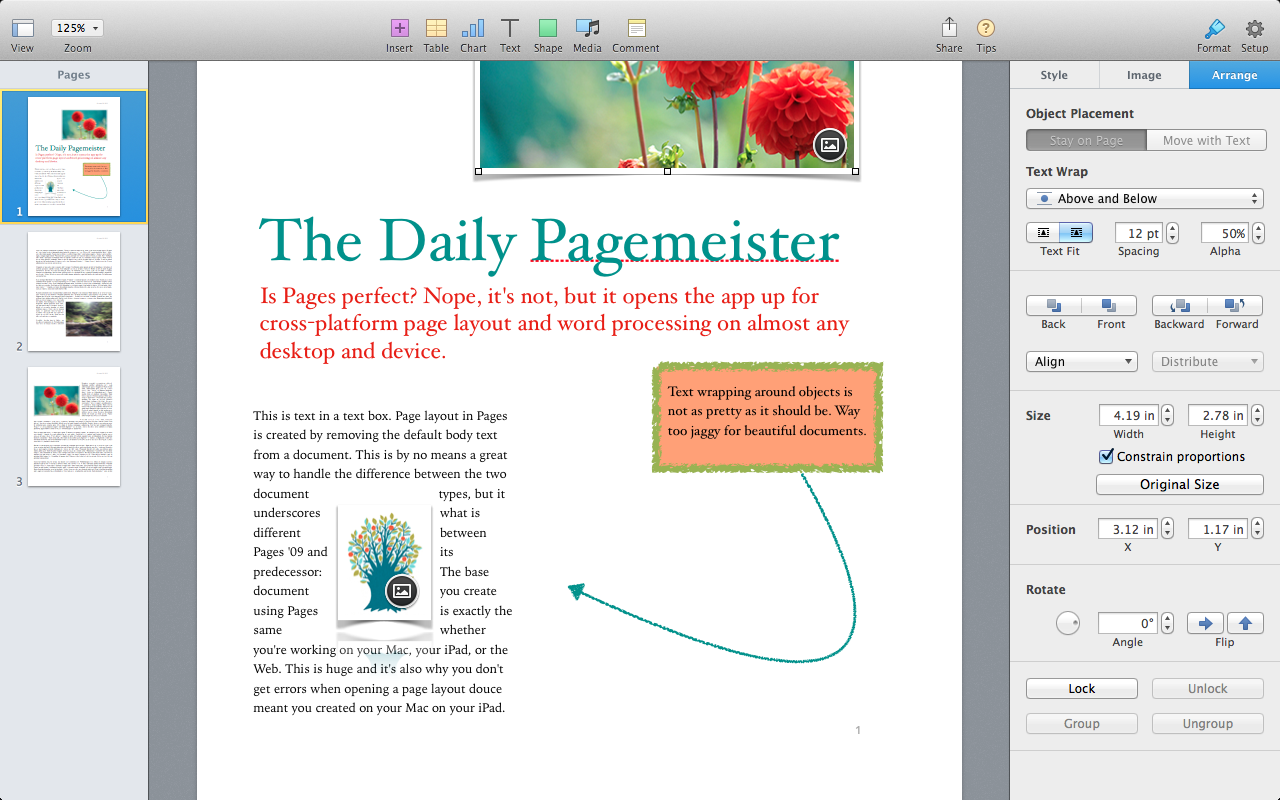 125%
View
Zoom
Insert
Table
Chart
Text
Shape
Media
Comment
Share
Tips
Format
Setup
Pages
The Daily Pagemeister
1
2
3
The Daily Pagemeister
Is Pages perfect? Nope, it's not, but it opens the app up for
cross-platform page layout and word processing on almost any
desktop and device.
Text wrapping around objects is
not as pretty as it should be. Way
too jaggy for beautiful documents.
This is text in a text box. Page layout in Pages
is created by removing the default body text
from a document. This is by no means a great
way to handle the difference between the two
document types, but it
underscores what is
different between
Pages '09 and its
predecessor: The base
document you create
using Pages is exactly the
same whether
you're working on your Mac, your iPad, or the
Web. This is huge and it's also why you don't
get errors when opening a page layout douce
meant you created on your Mac on your iPad.
1
Style
Image
Arrange
Object Placement
Stay on Page
Move with Text
Text Wrap
Above and Below
12 pt
50%
Text Fit
Spacing
Alpha
Back
Front
Backward
Forward
Align
Distribute
Size
4.19 in
2.78 in
Width
Height
Constrain proportions
Original Size
Position
3.12 in
1.17 in
X
Y
Rotate
0°
Angle
Flip
Lock
Unlock
Group
Ungroup